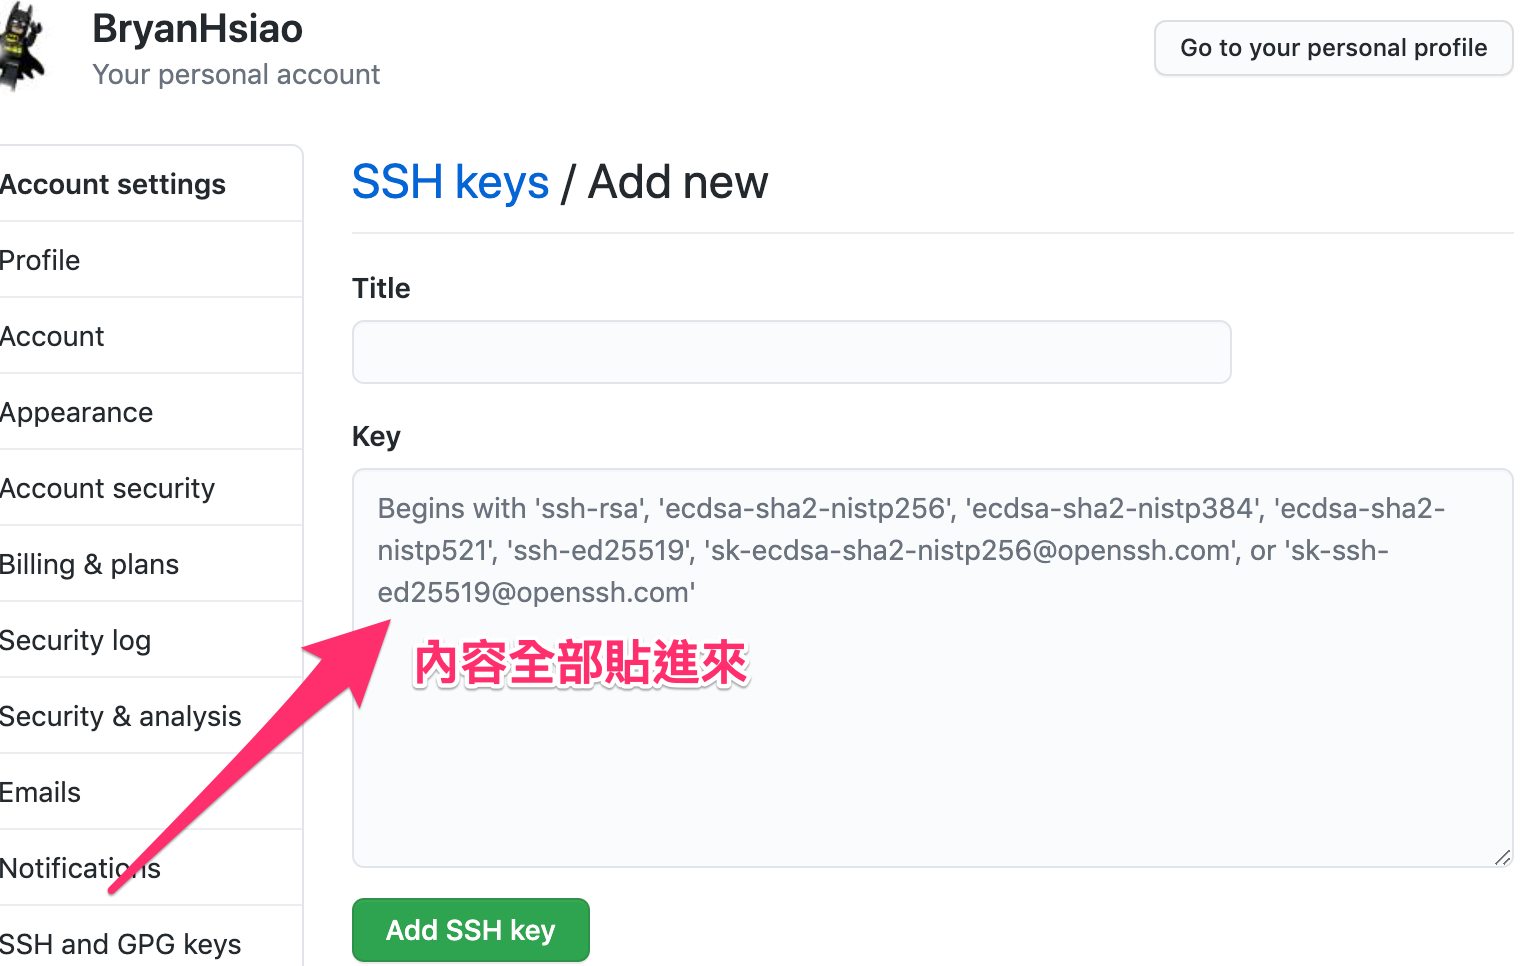 BryanHsiao
Your personal account
Go to your personal profile
Account settings
Profile
Account
Appearance
Account security
Billing & plans
Security log
Security & analysis
Emails
Notifications
SSH and GPG keys
SSH keys / Add new
Title
Key
Begins with 'ssh-rsa', 'ecdsa-sha2-nistp256', 'ecdsa-sha2-nistp384', 'ecdsa-sha2-
nistp521', 'ssh-ed25519', 'sk-ecdsa-sha2-nistp256@openssh.com', or 'sk-ssh-
ed25519@openssh.com'
內容全部貼進來
Add SSH key